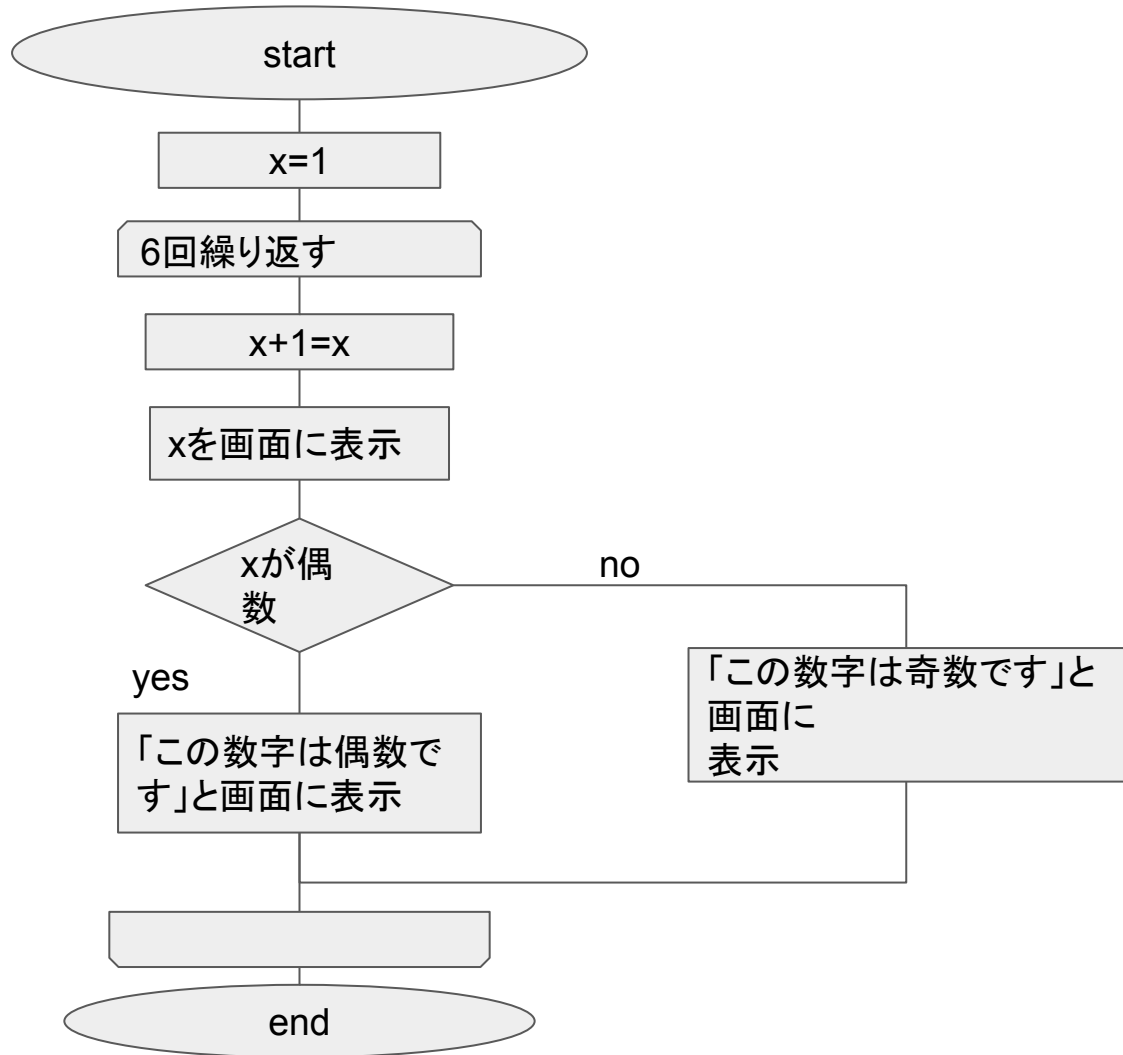 start
x=1
6回繰り返す
x+1=x
xを画面に表示
xが偶
数
no
yes
「この数字は奇数です」と
画面に
表示
「この数字は偶数で
す」と画面に表示
end